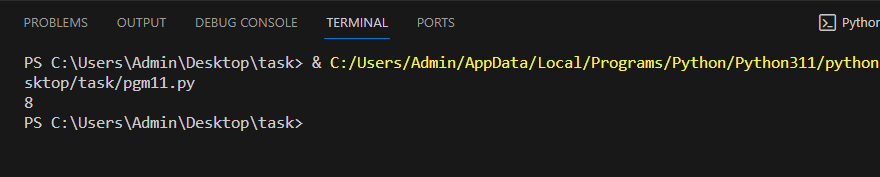 PROBLEMS OUTPUT DEBUG CONSOLE TERMINAL PORTS Python
PS C:\Users\Admin\Desktop\task> & C:/Users/Admin/AppData/Local/Programs/Python/Python311/python
sktop/task/pgm11.py
8
PS C:\Users\Admin\Desktop\task>